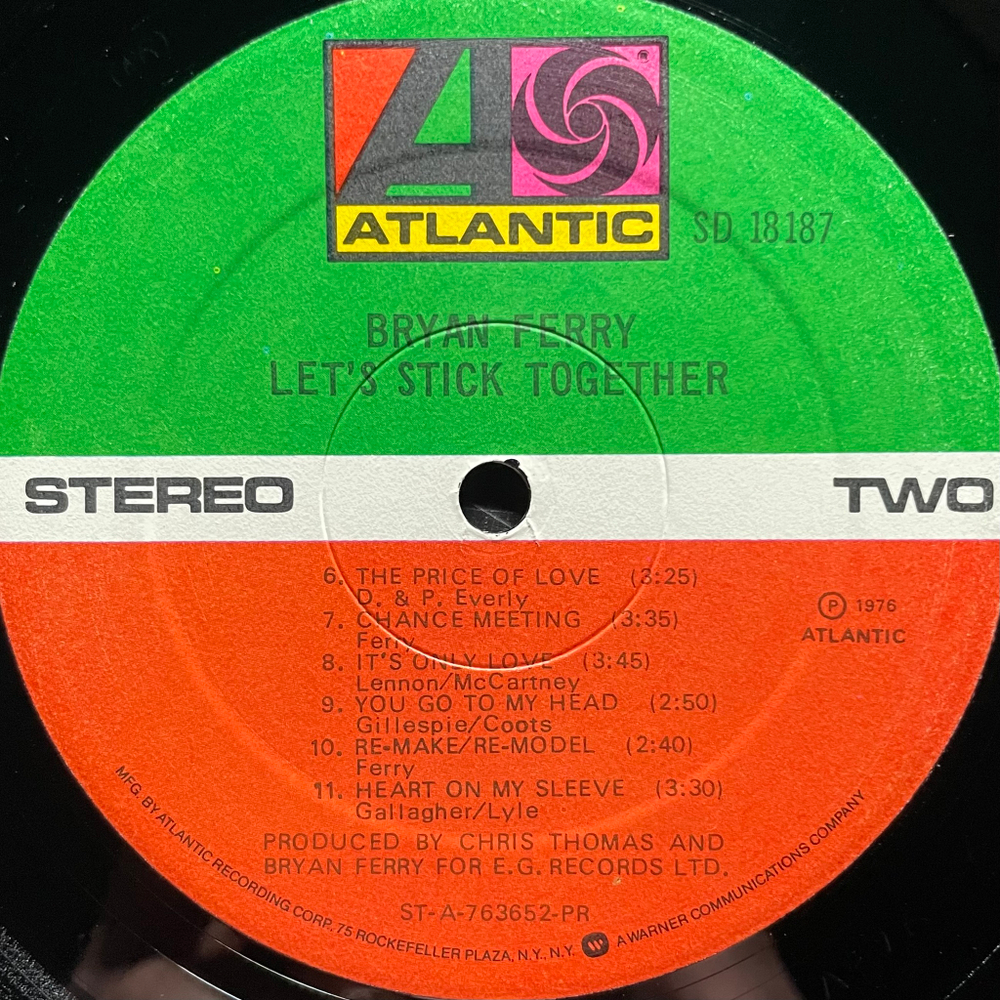 ATLANTIC
SD 18187
BRYAN FERRY
LET'S STICK TOGETHER
STEREO
TWO
6. THE PRICE OF LOVE (3:25)
D. & P. Everly
7. CHANCE MEETING (3:35)
Ferry
8. IT'S ONLY LOVE (3:45)
Lennon/McCartney
9. YOU GO TO MY HEAD (2:50)
Gillespie/Coots
10. RE-MAKE/RE-MODEL (2:40)
Ferry
11. HEART ON MY SLEEVE (3:30)
Gallagher/Lyle
Ⓟ 1976
ATLANTIC
PRODUCED BY CHRIS THOMAS AND
BRYAN FERRY FOR E.G. RECORDS LTD.
ST-A-763652-PR
MFG. BY ATLANTIC RECORDING CORP. 75 ROCKEFELLER PLAZA, N.Y., N.Y. A WARNER COMMUNICATIONS COMPANY